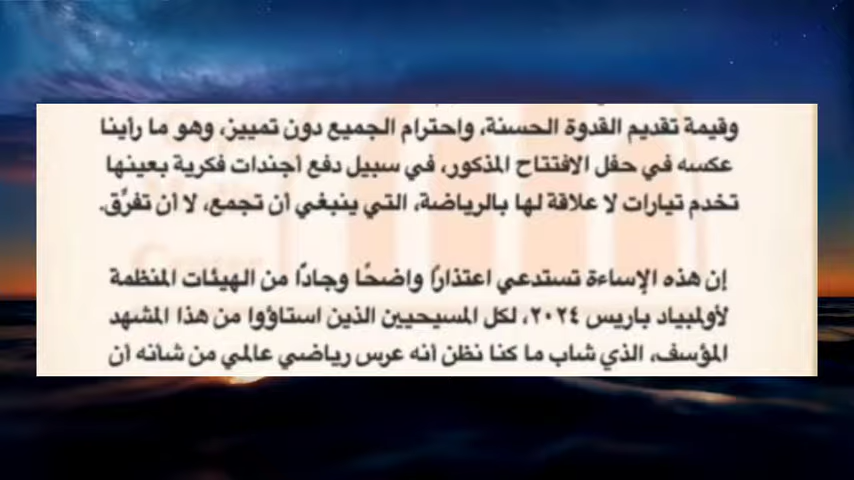 وقيمة تقديم القدوة الحسنة، واحترام الجميع دون تمييز، وهو ما رأينا
عكسه في حفل الافتتاح المذكور، في سبيل دفع أجندات فكرية بعينها
تخدم تيارات لا علاقة لها بالرياضة، التي ينبغي أن تجمع، لا أن تفرَّق.
إن هذه الإساءة تستدعي اعتذارًا واضحًا وجادًا من الهيئات المنظمة
لأولمبياد باريس ٢٠٢٤، لكل المسيحيين الذين استاؤوا من هذا المشهد
المؤسف، الذي شاب ما كنا نظن أنه عرس رياضي عالمي من شأنه أن